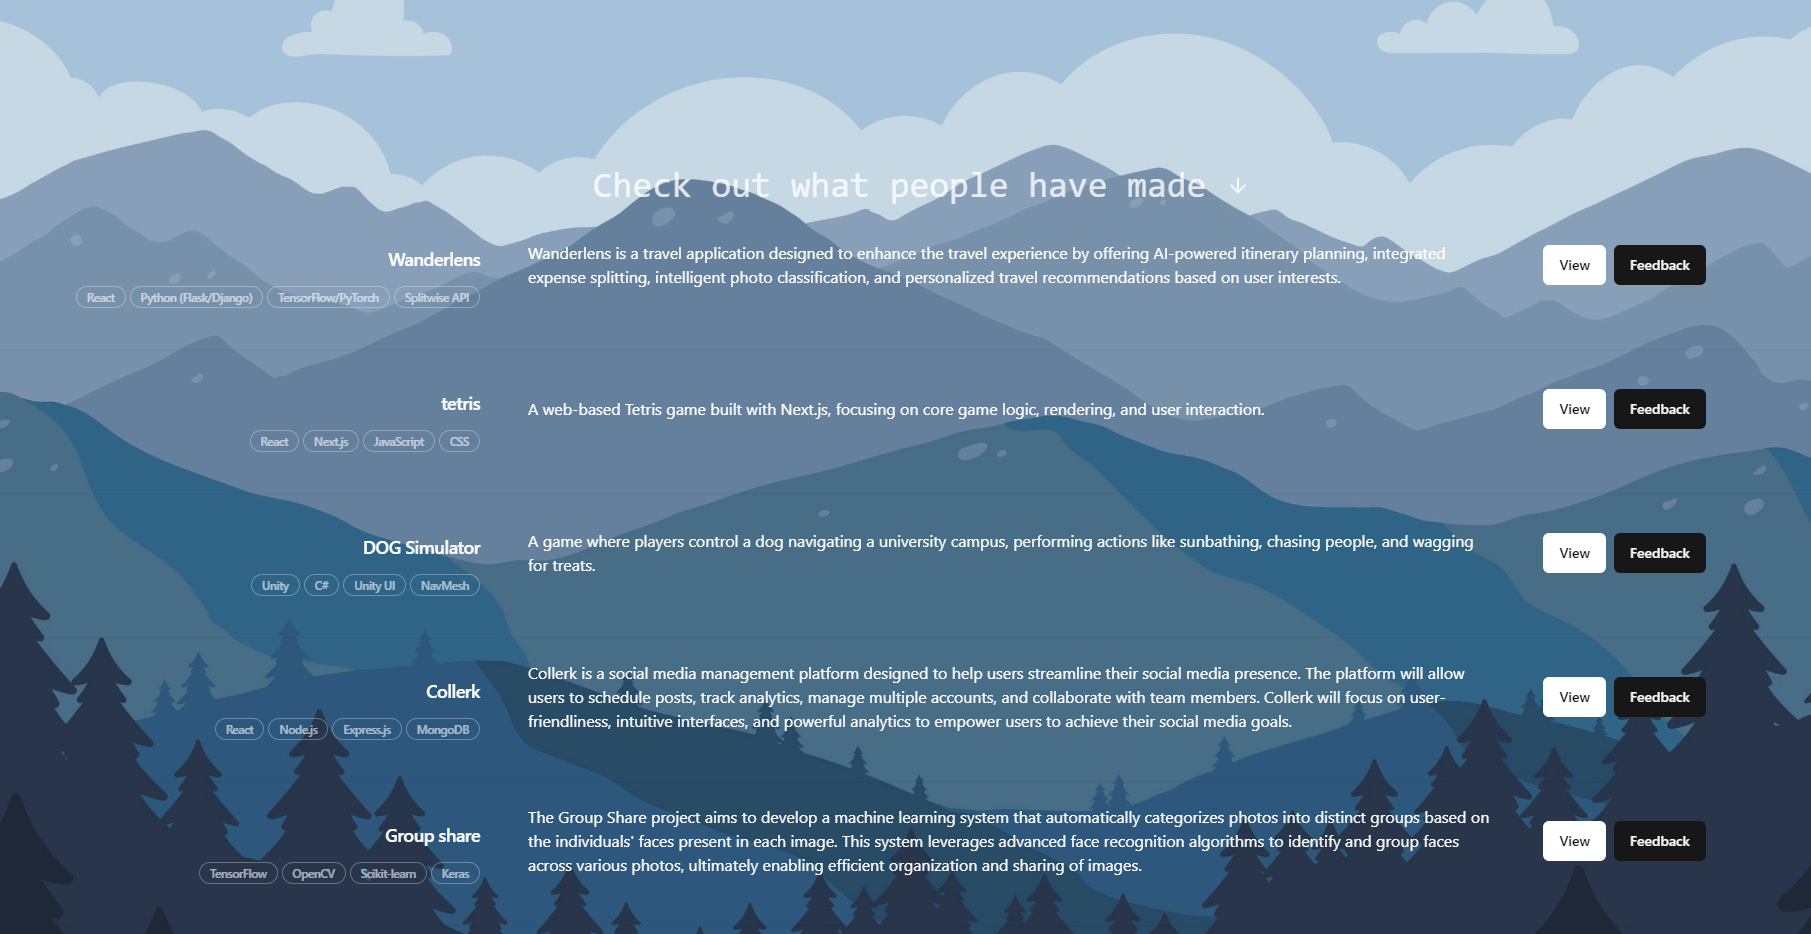 Check out what people have made ↓
Wanderlens
React Python (Flask/Django) TensorFlow/PyTorch Splitwise API
Wanderlens is a travel application designed to enhance the travel experience by offering AI-powered itinerary planning, integrated
expense splitting, intelligent photo classification, and personalized travel recommendations based on user interests.
View Feedback
tetris
React Next.js JavaScript CSS
A web-based Tetris game built with Next.js, focusing on core game logic, rendering, and user interaction.
View Feedback
DOG Simulator
Unity C# Unity UI NavMesh
A game where players control a dog navigating a university campus, performing actions like sunbathing, chasing people, and wagging
for treats.
View Feedback
Collerk
React Node.js Express.js MongoDB
Collerk is a social media management platform designed to help users streamline their social media presence. The platform will allow
users to schedule posts, track analytics, manage multiple accounts, and collaborate with team members. Collerk will focus on user-
friendliness, intuitive interfaces, and powerful analytics to empower users to achieve their social media goals.
View Feedback
Group share
TensorFlow OpenCV Scikit-learn Keras
The Group Share project aims to develop a machine learning system that automatically categorizes photos into distinct groups based on
the individuals' faces present in each image. This system leverages advanced face recognition algorithms to identify and group faces
across various photos, ultimately enabling efficient organization and sharing of images.
View Feedback